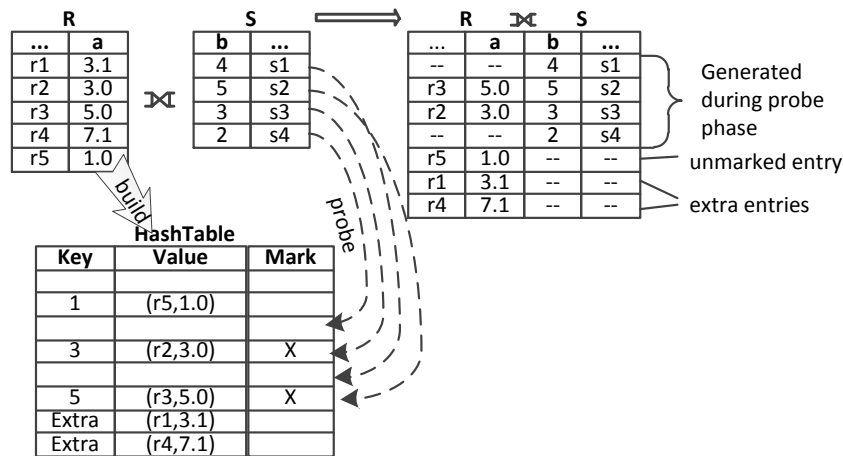 R S R S
... a
r1 3.1
r2 3.0
r3 5.0
r4 7.1
r5 1.0
b ...
4 s1
5 s2
3 s3
2 s4
... a b ...
-- -- 4 s1
r3 5.0 5 s2
r2 3.0 3 s3
-- -- 2 s4
r5 1.0 -- --
r1 3.1 -- --
r4 7.1 -- --
Generated
during probe
phase
unmarked entry
extra entries
build
probe
HashTable
Key Value Mark
1 (r5,1.0)
3 (r2,3.0) X
5 (r3,5.0) X
Extra (r1,3.1)
Extra (r4,7.1)